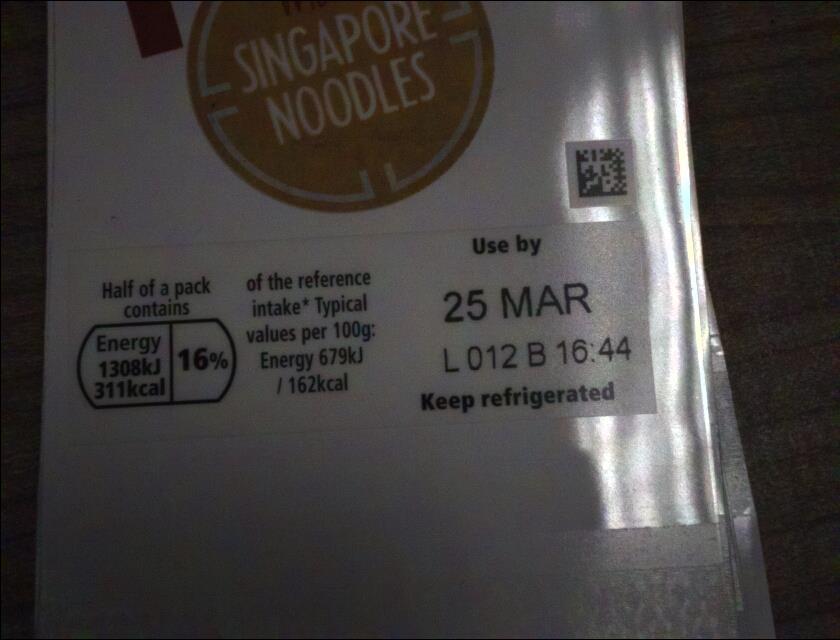 SINGAPORE
NOODLES
Use by
25 MAR
L 012 B 16:44
Keep refrigerated
Half of a pack
contains
Energy
1308kJ
311kcal
16%
of the reference
intake* Typical
values per 100g:
Energy 679kJ
/ 162kcal